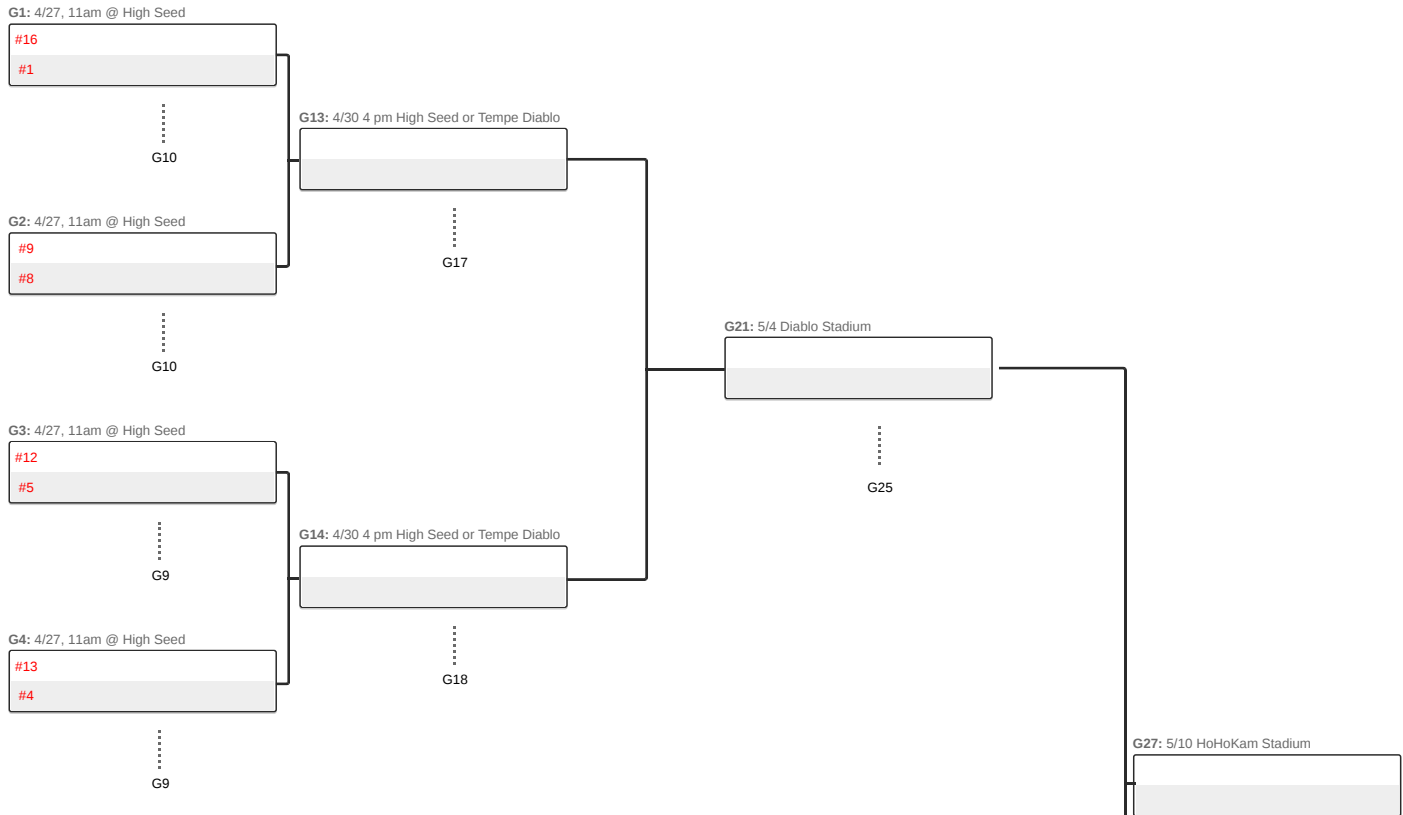 G1: 4/27, 11am @ High Seed
#16
#1
G10
G13: 4/30 4 pm High Seed or Tempe Diablo
G17
G2: 4/27, 11am @ High Seed
#9
#8
G10
G21: 5/4 Diablo Stadium
G25
G3: 4/27, 11am @ High Seed
#12
#5
G9
G14: 4/30 4 pm High Seed or Tempe Diablo
G18
G4: 4/27, 11am @ High Seed
#13
#4
G9
G27: 5/10 HoHoKam Stadium